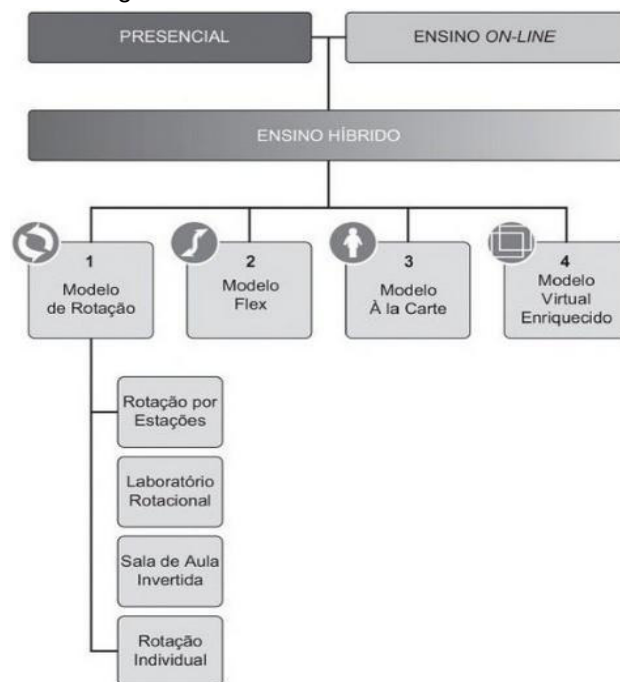 PRESENCIAL
ENSINO ON-LINE
ENSINO HÍBRIDO
1
Modelo
de Rotação
2
Modelo
Flex
3
Modelo
À la Carte
4
Modelo
Virtual
Enriquecido
Rotação por
Estações
Laboratório
Rotacional
Sala de Aula
Invertida
Rotação
Individual